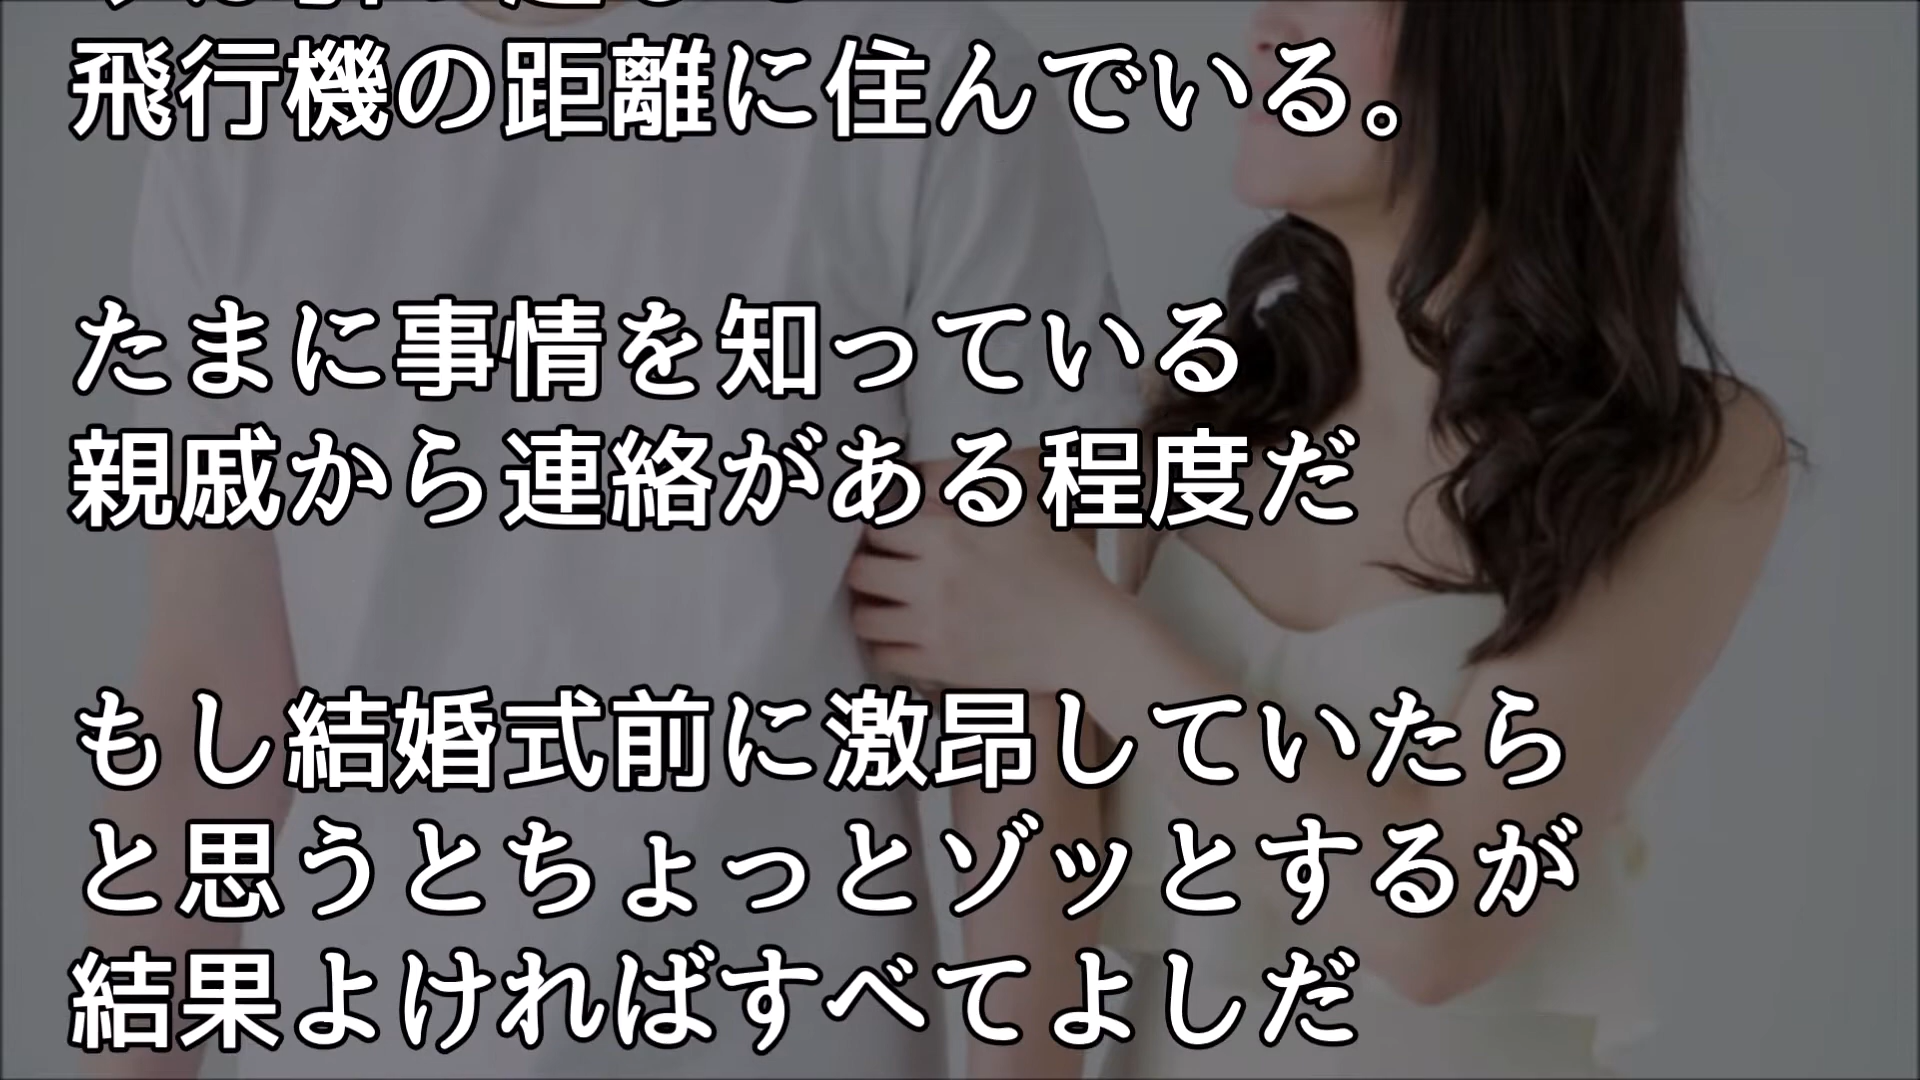 飛行機の距離に住んでいる。
たまに事情を知っている
親戚から連絡がある程度だ
もし結婚式前に激昂していたら
と思うとちょっとゾッとするが
結果よければすべてよしだ